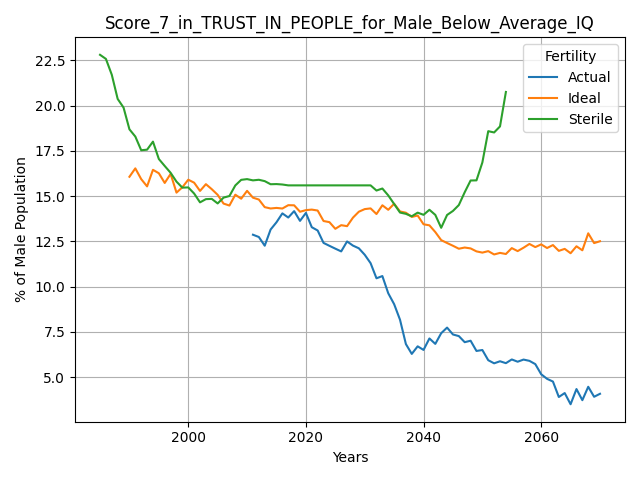 Score_7_in_TRUST_IN_PEOPLE_for_Male_Below_Average_IQ
Fertility
Actual
Ideal
Sterile
% of Male Population
22.5
20.0
17.5
15.0
12.5
10.0
7.5
5.0
2000
2020
2040
2060
Years